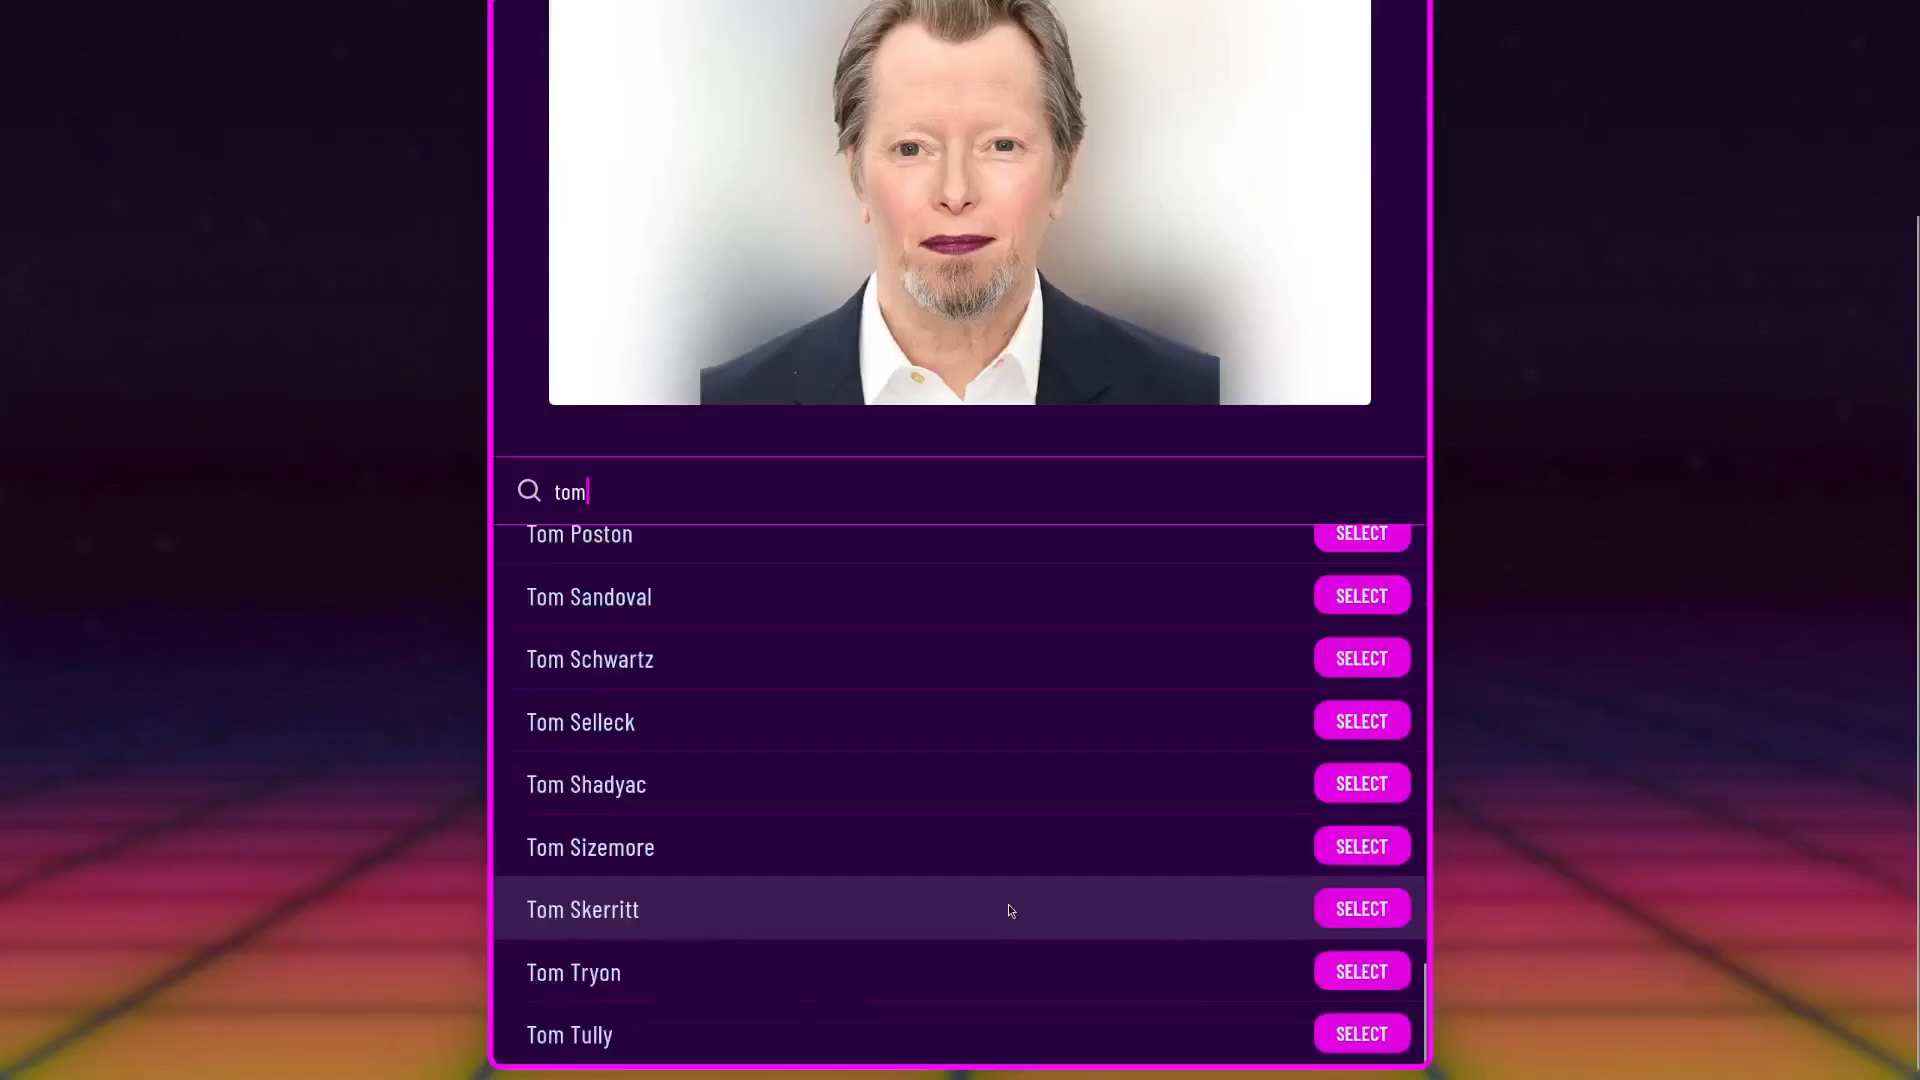 tom
Tom Poston SELECT
Tom Sandoval SELECT
Tom Schwartz SELECT
Tom Selleck SELECT
Tom Shadyac SELECT
Tom Sizemore SELECT
Tom Skerritt SELECT
Tom Tryon SELECT
Tom Tully SELECT